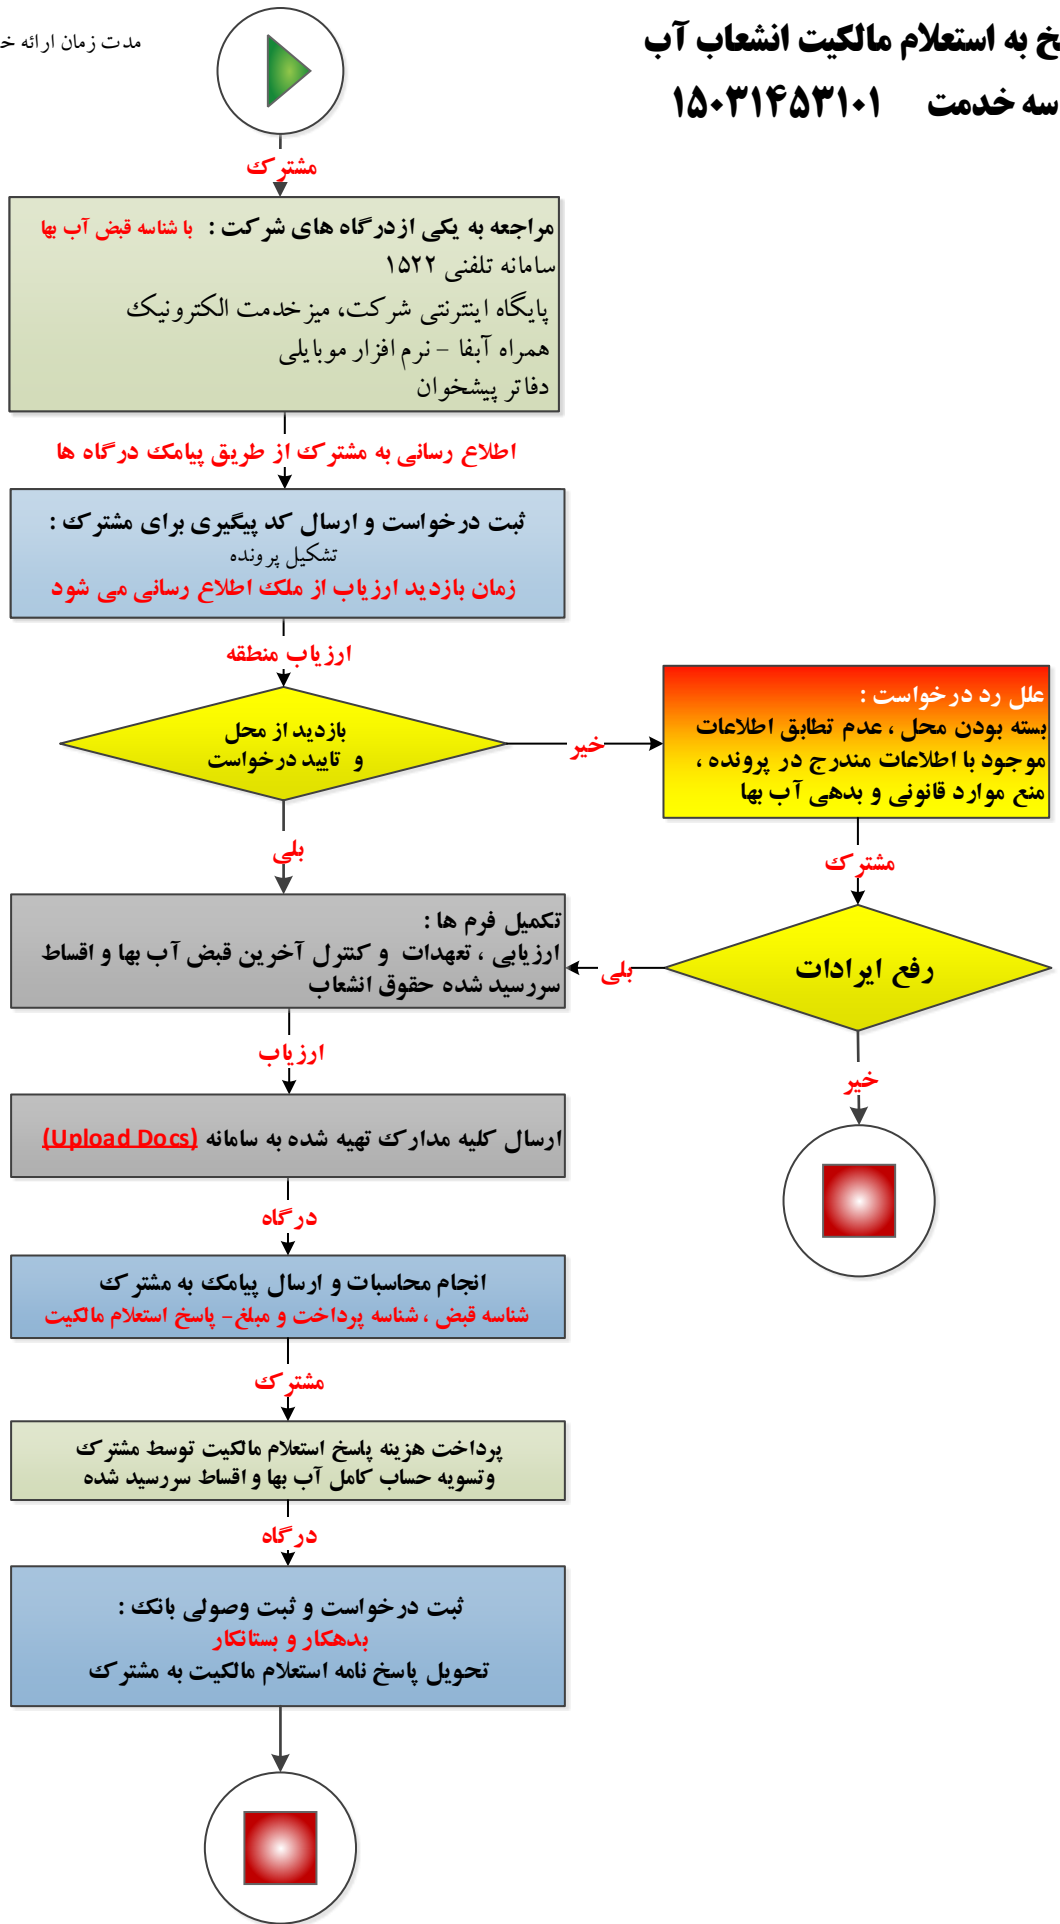 به استعلام مالکیت انشعاب آب
خدمت ۱۵۰۳۱۴۵۳۱۰۱
مدت زمان ارائه
مشترک
مراجعه به یکی ازدرگاه های شرکت : با شناسه قبض آب بها
سامانه تلفنی ۱۵۲۲
پایگاه اینترنتی شرکت، میزخدمت الکترونیک
همراه آبفا – نرم افزار موبایلی
دفاتر پیشخوان
اطلاع رسانی به مشترک از طریق پیامک درگاه ها
ثبت درخواست و ارسال کد پیگیری برای مشترک :
تشکیل پرونده
زمان بازدید ارزیاب از ملک اطلاع رسانی می شود
ارزیاب منطقه
بازدید از محل
و تایید درخواست
خیر
علل رد درخواست :
بسته بودن محل ، عدم تطابق اطلاعات
موجود با اطلاعات مندرج در پرونده ،
منع موارد قانونی و بدهی آب بها
مشترک
رفع ایرادات
بلی
خیر
بلی
تکمیل فرم ها :
ارزیابی ، تعهدات و کنترل آخرین قبض آب بها و اقساط
سررسید شده حقوق انشعاب
ارزیاب
ارسال کلیه مدارک تهیه شده به سامانه (Upload Docs)
درگاه
انجام محاسبات و ارسال پیامک به مشترک
شناسه قبض ، شناسه پرداخت و مبلغ- پاسخ استعلام مالکیت
مشترک
پرداخت هزینه پاسخ استعلام مالکیت توسط مشترک
وتسویه حساب کامل آب بها و اقساط سررسید شده
درگاه
ثبت درخواست و ثبت وصولی بانک :
بدهکار و بستانکار
تحویل پاسخ نامه استعلام مالکیت به مشترک